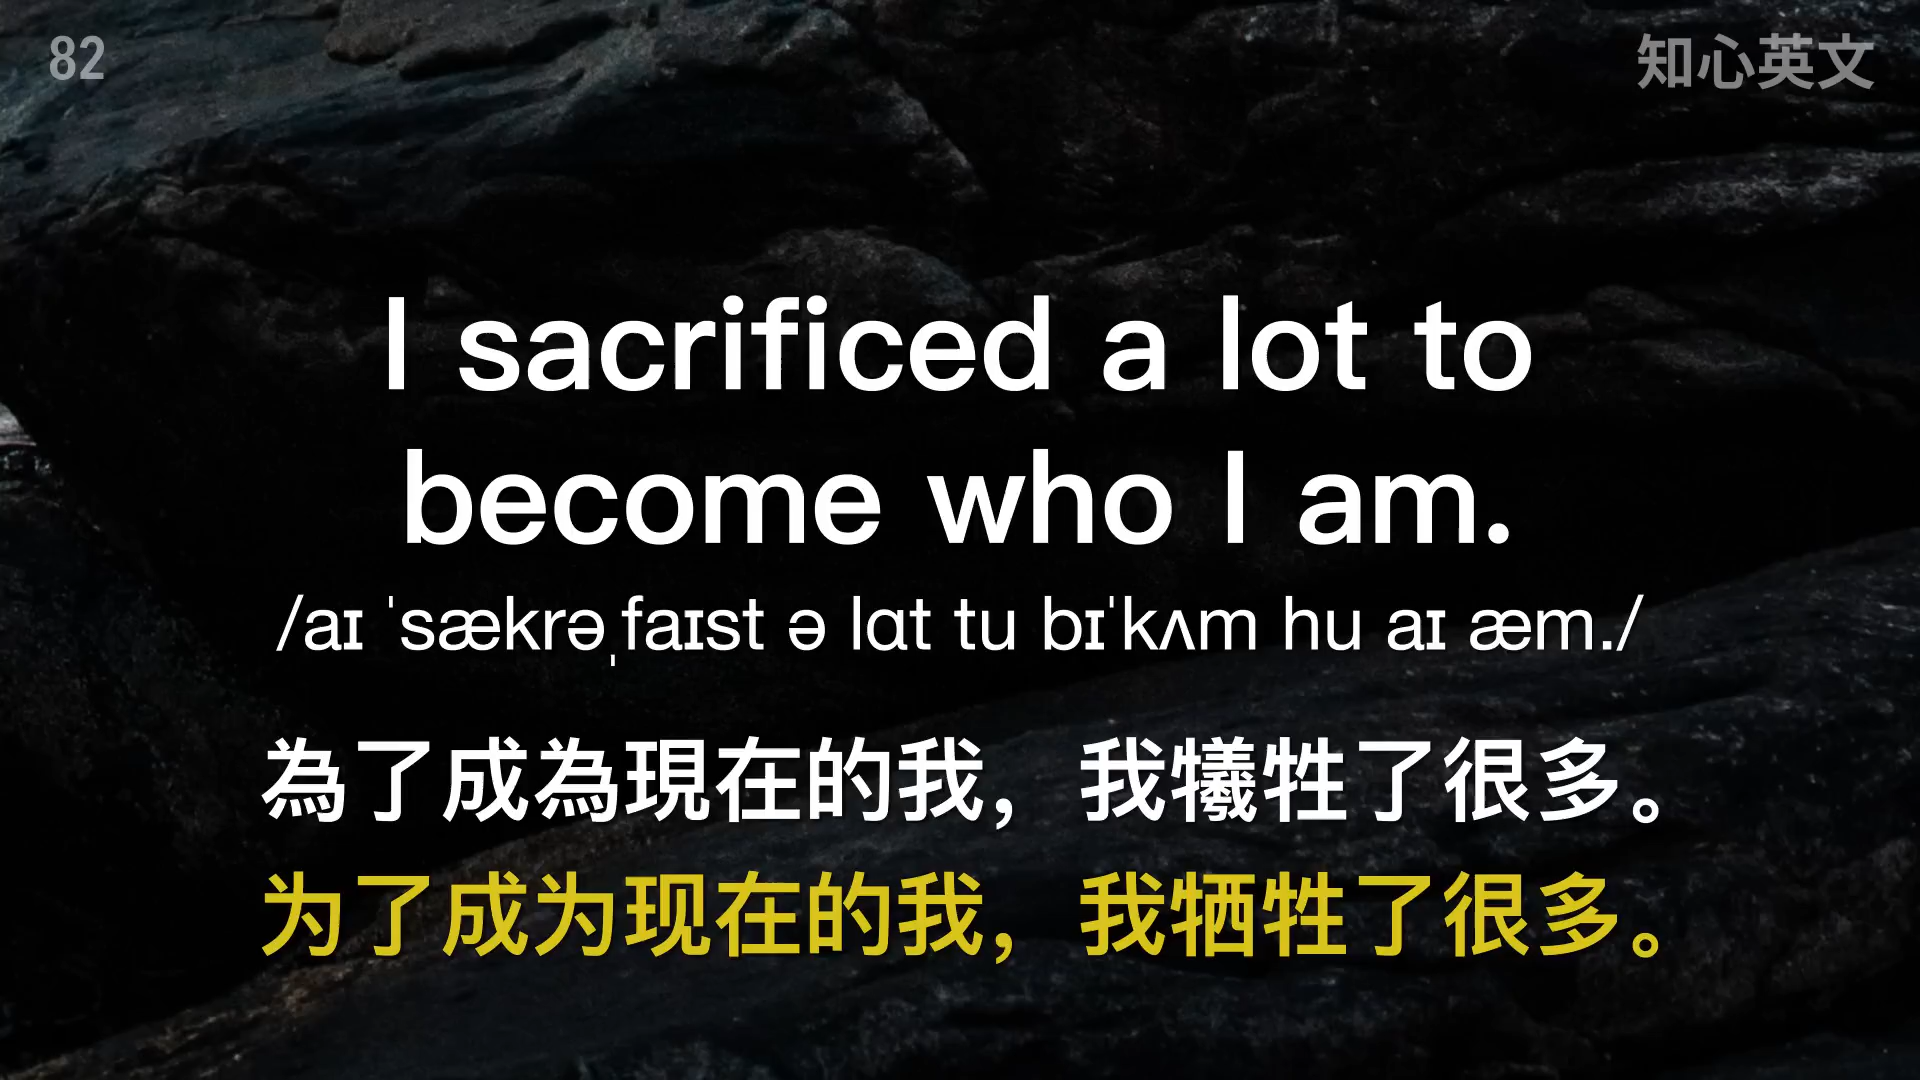 82
知心英文
I sacrificed a lot to
become who I am.
/aɪ ˈsækrəˌfaɪst ə lɑt tu bɪˈkʌm hu aɪ æm./
為了成為現在的我，我犧牲了很多。
为了成为现在的我，我牺牲了很多。